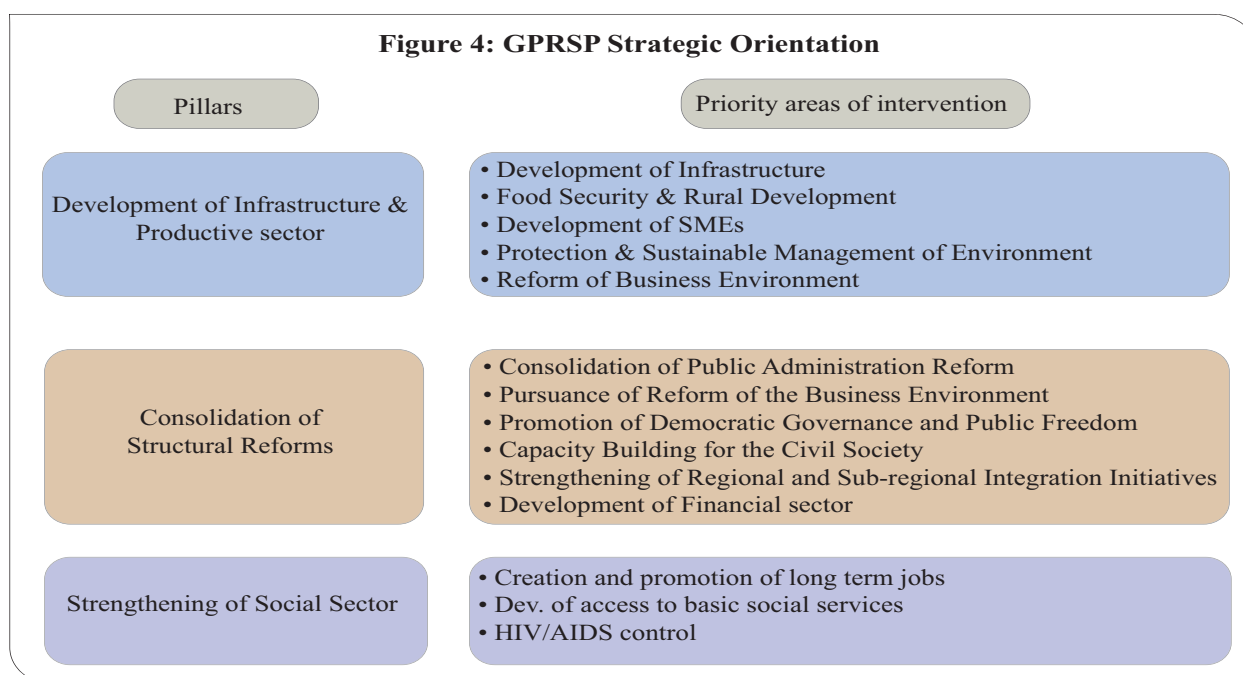 Figure 4: GPRSP Strategic Orientation
Pillars
Priority areas of intervention
Development of Infrastructure &
Productive sector
• Development of Infrastructure
• Food Security & Rural Development
• Development of SMEs
• Protection & Sustainable Management of Environment
• Reform of Business Environment
Consolidation of
Structural Reforms
• Consolidation of Public Administration Reform
• Pursuance of Reform of the Business Environment
• Promotion of Democratic Governance and Public Freedom
• Capacity Building for the Civil Society
• Strengthening of Regional and Sub-regional Integration Initiatives
• Development of Financial sector
Strengthening of Social Sector
• Creation and promotion of long term jobs
• Dev. of access to basic social services
• HIV/AIDS control